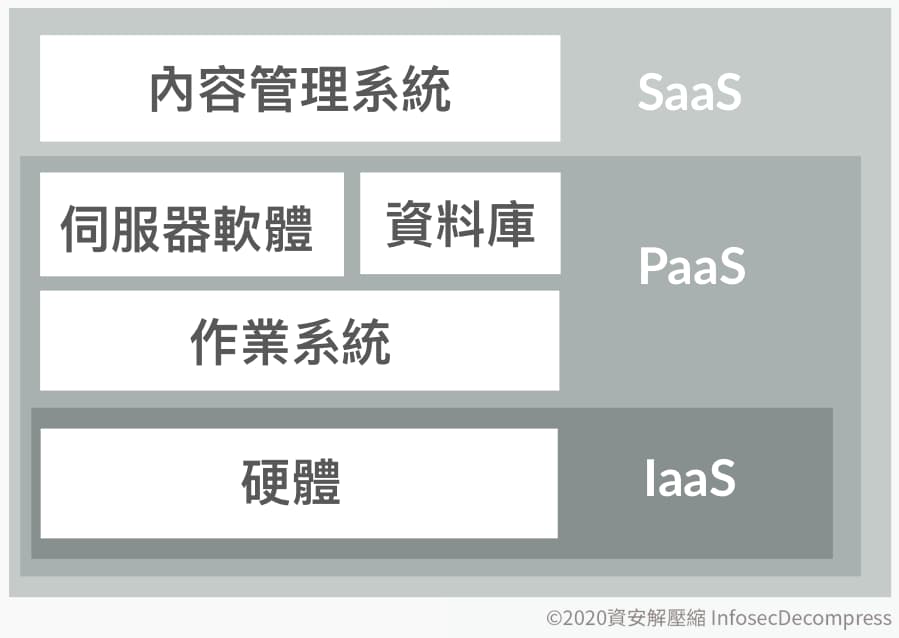 內容管理系統
SaaS
伺服器軟體
資料庫
PaaS
作業系統
硬體
IaaS
©2020資安解壓縮 InfosecDecompress